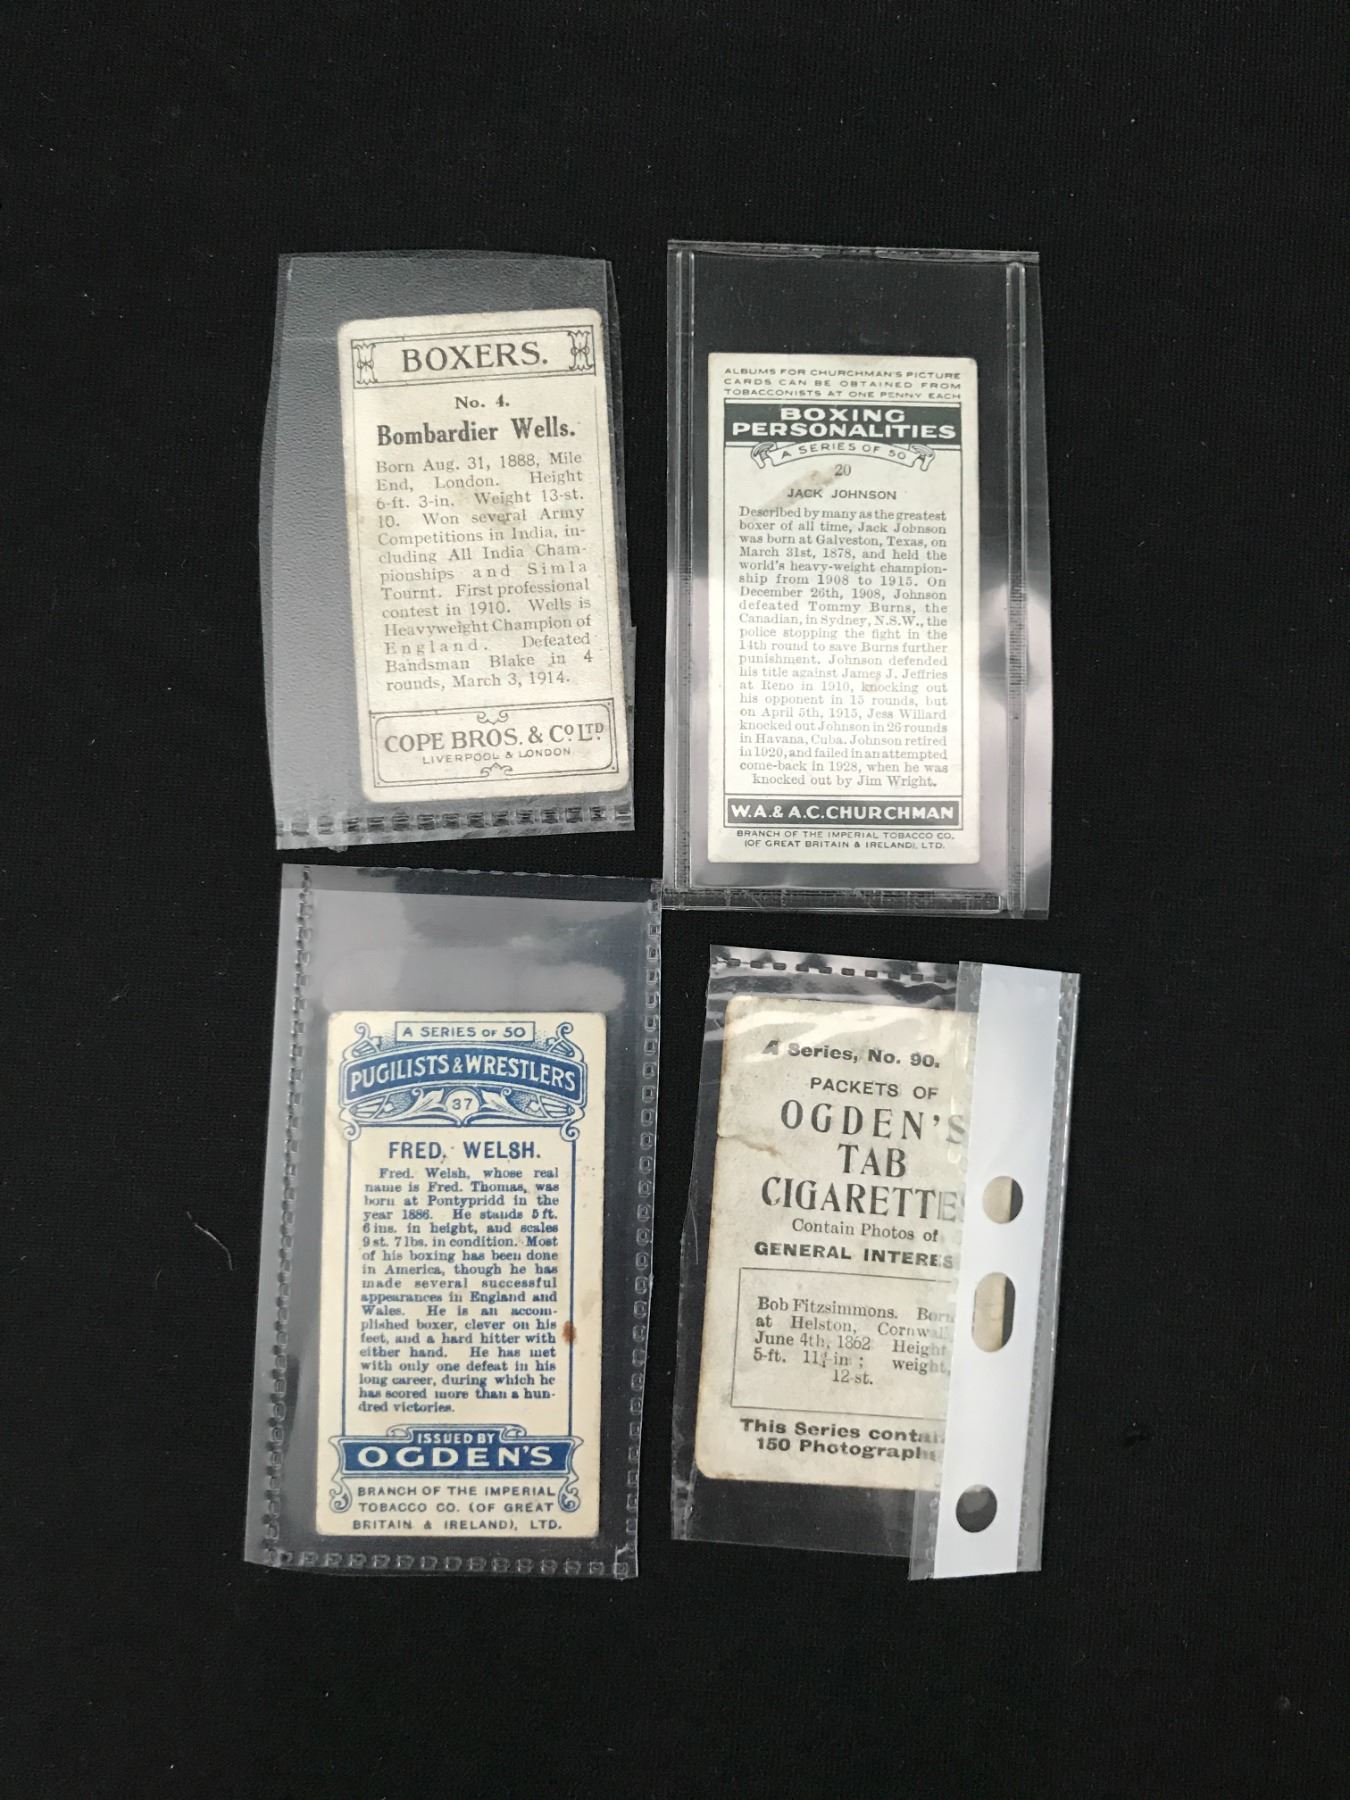 BOXERS.
No. 4.
Bombardier Wells.
Born Aug. 31, 1888, Mile
End, London. Height
6-ft. 3-in. Weight 13-st.
10. Won several Army
Competitions in India, in-
cluding All India Cham-
pionships and Simla
Tournt. First professional
contest in 1910. Wells is
Heavyweight Champion of
England. Defeated
Bandsman Blake in 4
rounds, March 3, 1914.
COPE BROS. & CO LTD.
LIVERPOOL & LONDON
ALBUMS FOR CHURCHMAN'S PICTURE
CARDS CAN BE OBTAINED FROM
TOBACCONISTS AT ONE PENNY EACH
BOXING
PERSONALITIES
A SERIES OF 50
20
JACK JOHNSON
Described by many as the greatest
boxer of all time, Jack Johnson
was born at Galveston, Texas, on
March 31st, 1878, and held the
world's heavy-weight champion-
ship from 1908 to 1915. On
December 26th, 1908, Johnson
defeated Tommy Burns, the
Canadian, in Sydney, N.S.W., the
police stopping the fight in the
14th round to save Burns further
punishment. Johnson defended
his title against James J. Jeffries
at Reno in 1910, knocking out
his opponent in 15 rounds, but
on April 5th, 1915, Jess Willard
knocked out Johnson in 26 rounds
in Havana, Cuba. Johnson retired
in 1920, and failed in an attempted
come-back in 1928, when he was
knocked out by Jim Wright.
W.A. & A.C. CHURCHMAN
BRANCH OF THE IMPERIAL TOBACCO CO.
(OF GREAT BRITAIN & IRELAND), LTD.
A SERIES OF 50
PUGILISTS & WRESTLERS
37
FRED. WELSH.
Fred. Welsh, whose real
name is Fred. Thomas, was
born at Pontypridd in the
year 1886. He stands 5 ft.
6 ins. in height, and scales
9 st. 7 lbs. in condition. Most
of his boxing has been done
in America, though he has
made several successful
appearances in England and
Wales. He is an accom-
plished boxer, clever on his
feet, and a hard hitter with
either hand. He has met
with only one defeat in his
long career, during which he
has scored more than a hun-
dred victories.
ISSUED BY
OGDEN'S
BRANCH OF THE IMPERIAL
TOBACCO CO. (OF GREAT
BRITAIN & IRELAND), LTD.
A Series, No. 90.
PACKETS OF
OGDEN'S
TAB
CIGARETTES
Contain Photos of
GENERAL INTERES
Bob Fitzsimmons. Born
at Helston, Cornwall
June 4th, 1862 Height
5-ft. 11¾-in; weight,
12-st.
This Series contai
150 Photographs